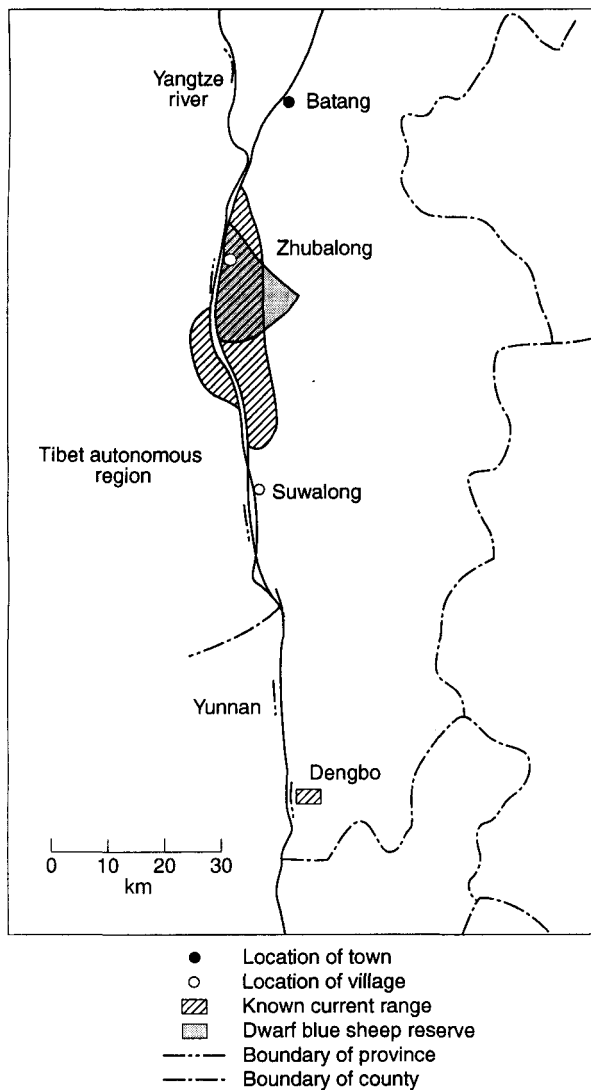 Yangtze
river
Batang
Zhubalong
Tibet autonomous
region
Suwalong
Yunnan
Dengbo
0 10 20 30
km
Location of town
Location of village
Known current range
Dwarf blue sheep reserve
Boundary of province
Boundary of county